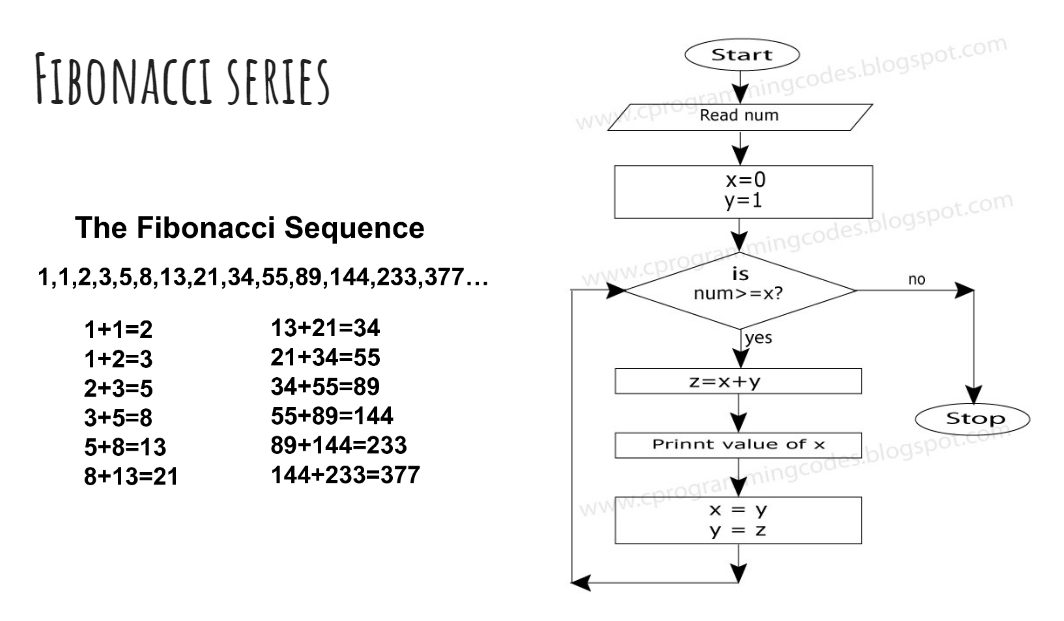 FIBONACCI SERIES
The Fibonacci Sequence
1,1,2,3,5,8,13,21,34,55,89,144,233,377...
1+1=2
1+2=3
2+3=5
3+5=8
5+8=13
8+13=21
13+21=34
21+34=55
34+55=89
55+89=144
89+144=233
144+233=377
www.cprogrammingcodes.blogspot.com
Start
Read num
x=0
y=1
www.cprogrammingcodes.blogspot.com
is
num>=x?
no
yes
z=x+y
Stop
Prinnt value of x
www.cprogrammingcodes.blogspot.com
x = y
y = z